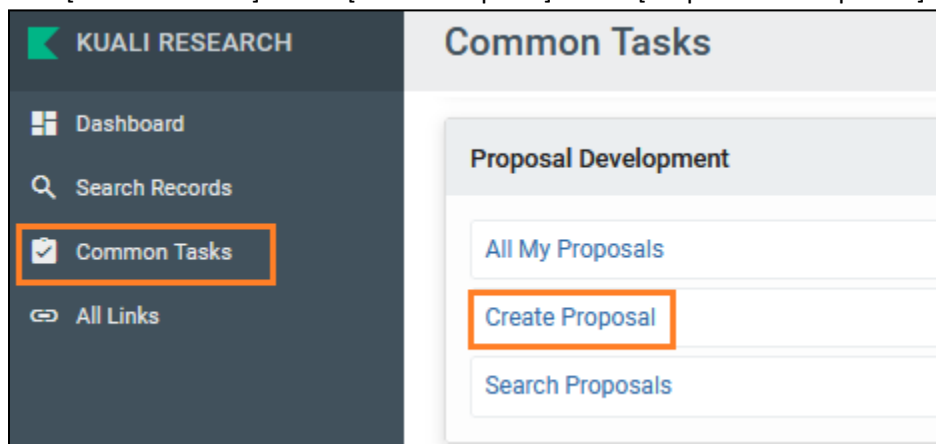 KUALI RESEARCH
Dashboard
Search Records
Common Tasks
All Links
Common Tasks
Proposal Development
All My Proposals
Create Proposal
Search Proposals